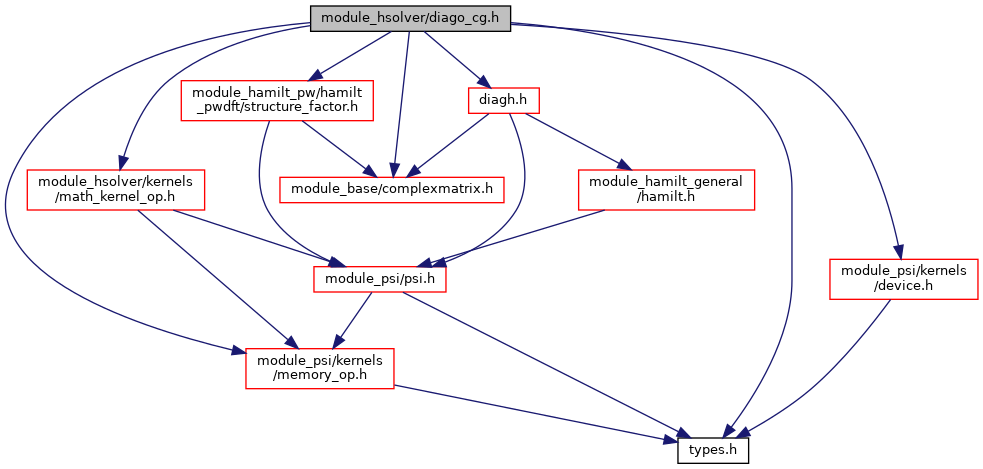 module_hsolver/diago_cg.h
module_hamilt_pw/hamilt
_pwdft/structure_factor.h
diagh.h
module_hsolver/kernels
/math_kernel_op.h
module_base/complexmatrix.h
module_hamilt_general
/hamilt.h
module_psi/psi.h
module_psi/kernels
/device.h
module_psi/kernels
/memory_op.h
types.h